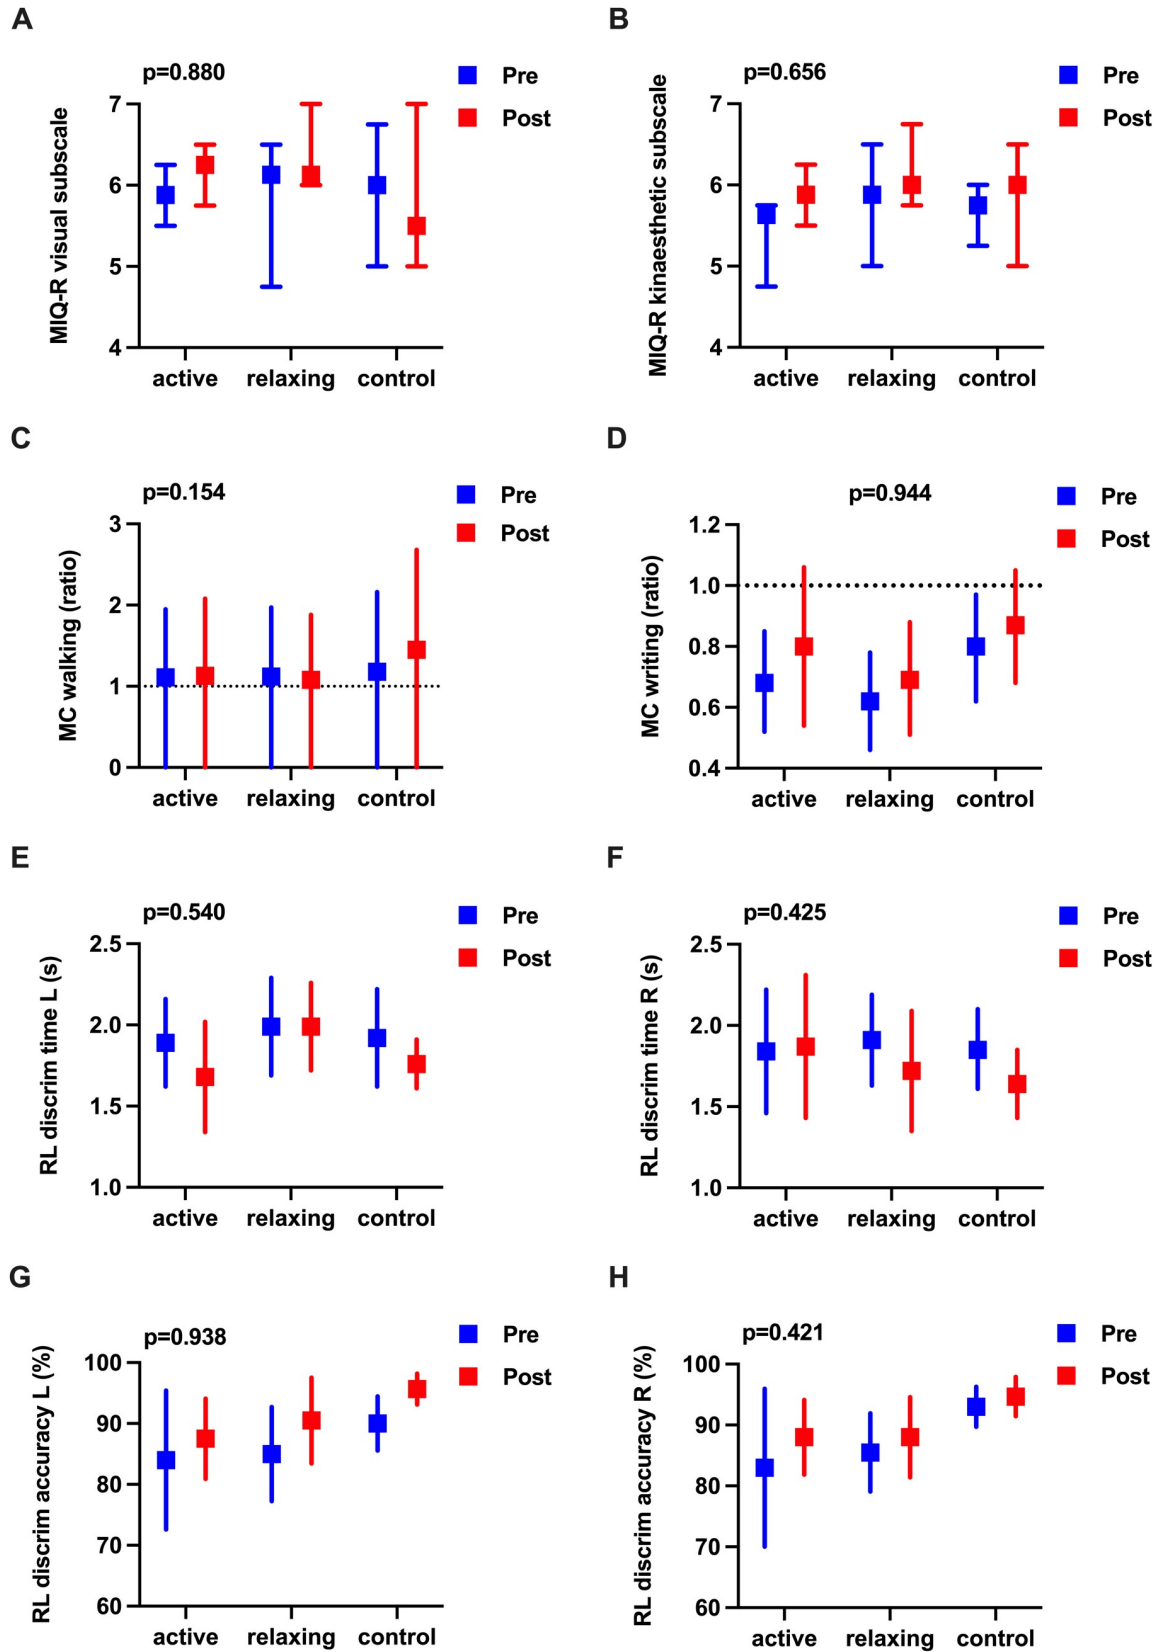 A
p=0.880
Pre
Post
MIQ-R visual subscale
7
6
5
4
active relaxing control
B
p=0.656
Pre
Post
MIQ-R kinaesthetic subscale
7
6
5
4
active relaxing control
C
p=0.154
Pre
Post
MC walking (ratio)
3
2
1
0
active relaxing control
D
p=0.944
Pre
Post
MC writing (ratio)
1.2
1.0
0.8
0.6
0.4
active relaxing control
E
p=0.540
Pre
Post
RL discrim time L (s)
2.5
2.0
1.5
1.0
active relaxing control
F
p=0.425
Pre
Post
RL discrim time R (s)
2.5
2.0
1.5
1.0
active relaxing control
G
p=0.938
Pre
Post
RL discrim accuracy L (%)
100
90
80
70
60
active relaxing control
H
p=0.421
Pre
Post
RL discrim accuracy R (%)
100
90
80
70
60
active relaxing control